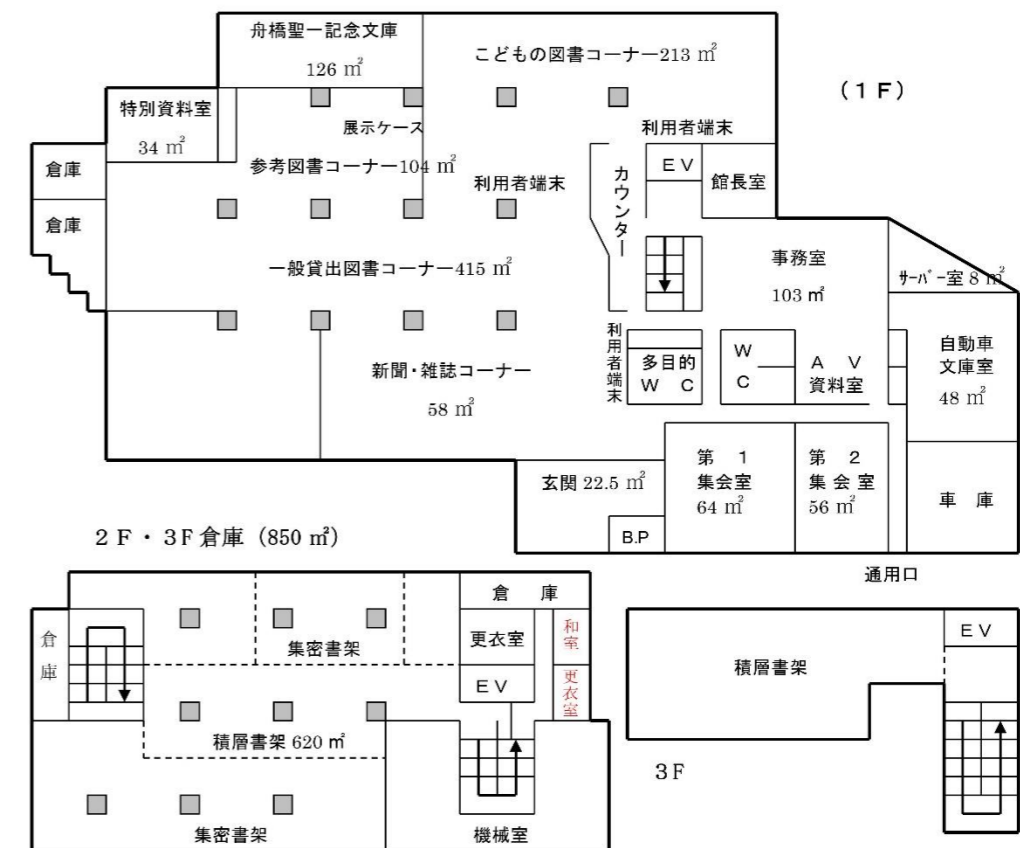 舟橋聖一記念文庫
126 ㎡
こどもの図書コーナー213 ㎡
(1F)
特別資料室
34 ㎡
展示ケース
利用者端末
倉庫
参考図書コーナー104 ㎡
利用者端末
カウンター
EV
館長室
倉庫
一般貸出図書コーナー415 ㎡
事務室
103 ㎡
サーバー室 8 ㎡
新聞・雑誌コーナー
58 ㎡
利用者端末
多目的
WC
WC
AV
資料室
自動車
文庫室
48 ㎡
玄関 22.5 ㎡
B.P
第1
集会室
64 ㎡
第2
集会室
56 ㎡
車庫
通用口
2F・3F倉庫(850 ㎡)
倉庫
倉庫
集密書架
更衣室
和室
EV
更衣室
積層書架 620 ㎡
集密書架
機械室
積層書架
EV
3F